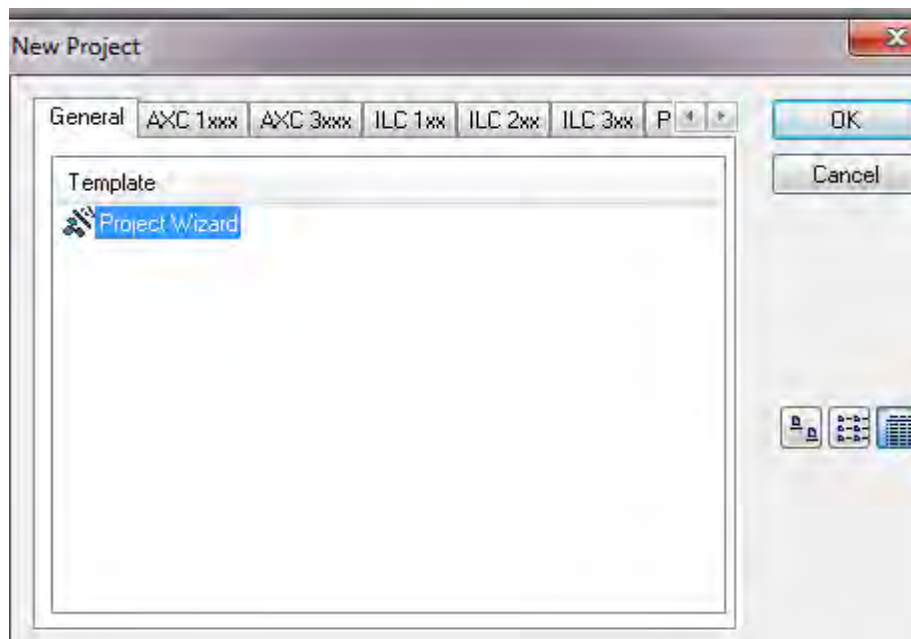 New Project
General AXC 1xxx AXC 3xxx ILC 1xx ILC 2xx ILC 3xx P
OK
Cancel
Template
Project Wizard